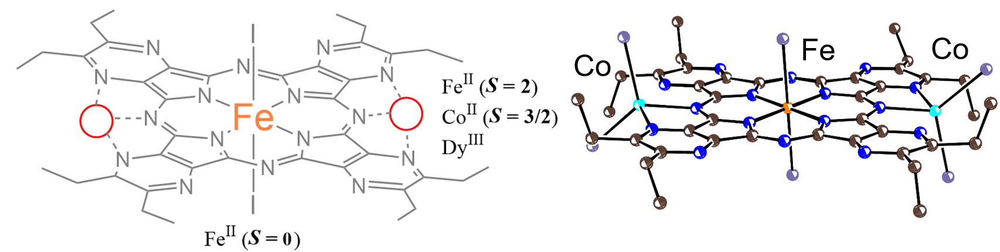 N N
N N
N
N N
Fe
N N
N N
N N
N
N N
I
I
Fe^II (S = 2)
Co^II (S = 3/2)
Dy^III
Fe^II (S = 0)
Co Fe Co